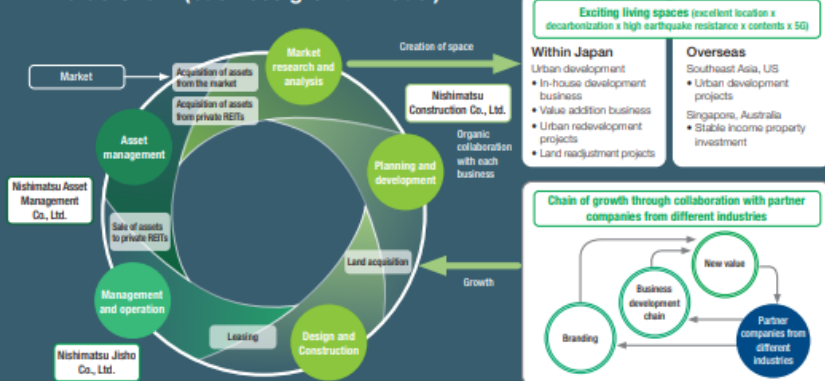 Market
Acquisition of assets
from the market
Acquisition of assets
from private REITs
Market
research and
analysis
Creation of space
Nishimatsu
Construction Co., Ltd.
Organic
collaboration
with each
business
Planning and
development
Asset
management
Nishimatsu Asset
Management
Co., Ltd.
Sale of assets
to private REITs
Land acquisition
Growth
Management
and operation
Leasing
Design and
Construction
Nishimatsu Jisho
Co., Ltd.
Exciting living spaces (excellent location x
decarbonization x high earthquake resistance x contents x 5G)
Within Japan
Urban development
• In-house development
business
• Value addition business
• Urban redevelopment
projects
• Land readjustment projects
Overseas
Southeast Asia, US
• Urban development
projects
Singapore, Australia
• Stable income property
investment
Chain of growth through collaboration with partner
companies from different industries
New value
Business
development
chain
Branding
Partner
companies from
different
industries